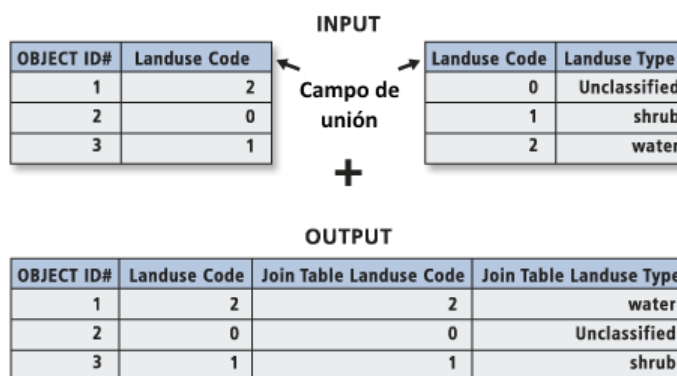 INPUT
OBJECT ID# Landuse Code
1 2
2 0
3 1
Campo de
unión
Landuse Code Landuse Type
0 Unclassified
1 shrub
2 water
+
OUTPUT
OBJECT ID# Landuse Code Join Table Landuse Code Join Table Landuse Type
1 2 2 water
2 0 0 Unclassified
3 1 1 shrub